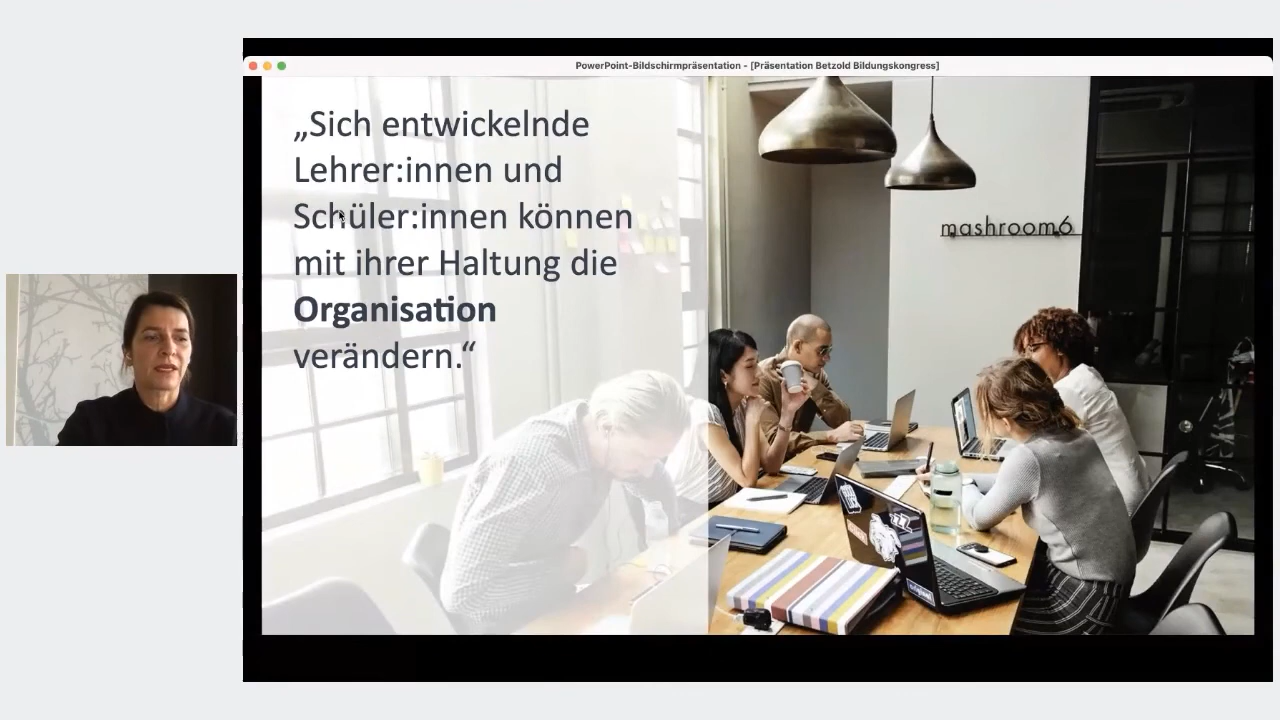 PowerPoint-Bildschirmpräsentation - [Präsentation Betzold Bildungskongress]
„Sich entwickelnde
Lehrer:innen und
Schüler:innen können
mit ihrer Haltung die
Organisation
verändern.“
mashroom6